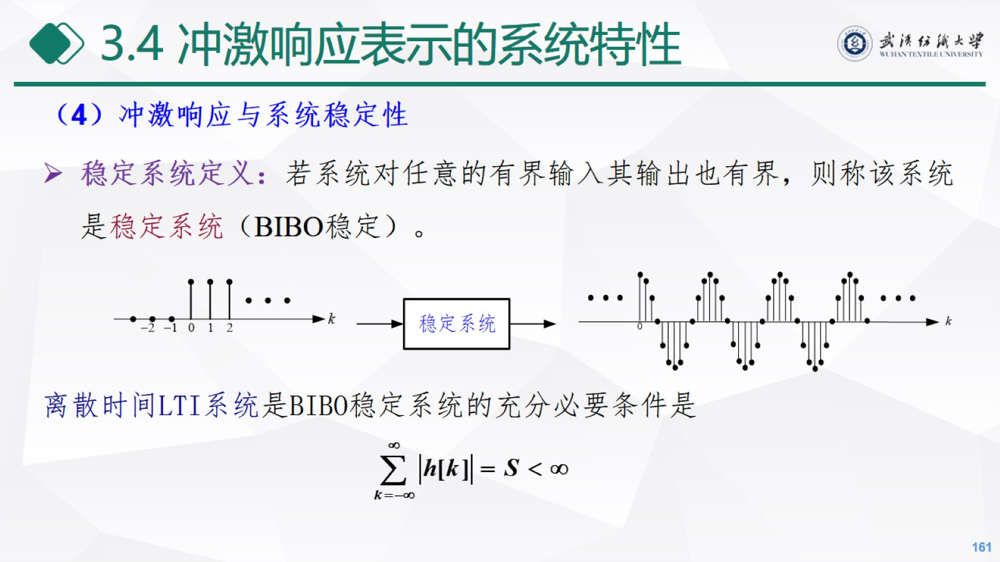 3.4 冲激响应表示的系统特性
武汉纺织大学
WUHAN TEXTILE UNIVERSITY
（4）冲激响应与系统稳定性
稳定系统定义：若系统对任意的有界输入其输出也有界，则称该系统
是稳定系统（BIBO稳定）。
-2 -1 0 1 2 k
稳定系统
0 k
离散时间LTI系统是BIBO稳定系统的充分必要条件是
∑_{k=-∞}^{∞} |h[k]| = S < ∞
161